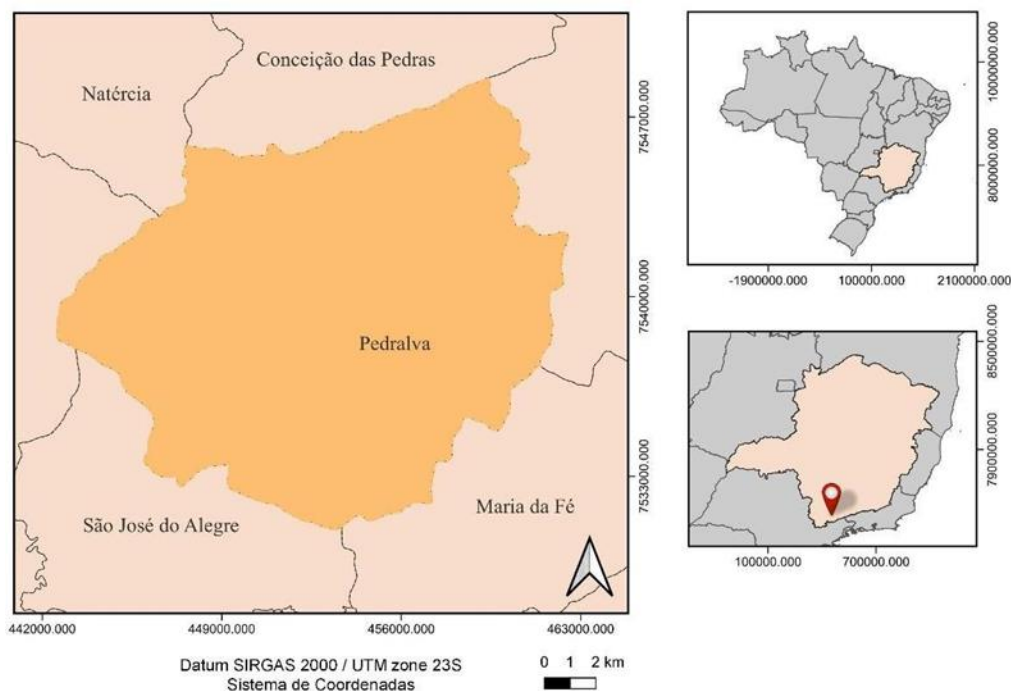 Conceição das Pedras
Natércia
Pedralva
Maria da Fé
São José do Alegre
7547000.000
7540000.000
7533000.000
442000.000
449000.000
456000.000
463000.000
Datum SIRGAS 2000 / UTM zone 23S
Sistema de Coordenadas
0 1 2 km
10000000.000
8000000.000
-1900000.000
100000.000
2100000.000
8500000.000
7900000.000
100000.000
700000.000